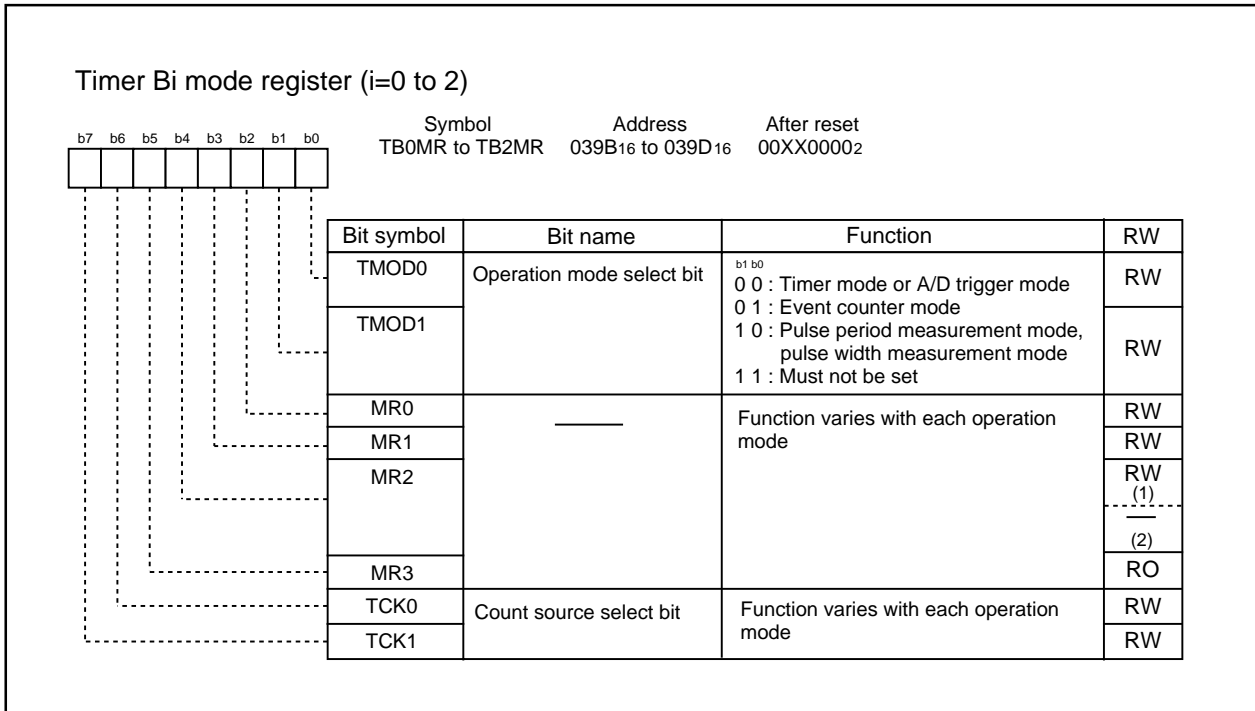 Timer Bi mode register (i=0 to 2)
Symbol Address After reset
b7 b6 b5 b4 b3 b2 b1 b0
TB0MR to TB2MR 039B16 to 039D16 00XX00002
Bit symbol Bit name Function RW
TMOD0 Operation mode select bit b1 b0 RW
0 0 : Timer mode or A/D trigger mode
0 1 : Event counter mode
TMOD1 1 0 : Pulse period measurement mode,
pulse width measurement mode RW
1 1 : Must not be set
MR0 Function varies with each operation RW
MR1 mode RW
MR2 RW
(1)
(2)
MR3 RO
TCK0 Count source select bit Function varies with each operation RW
TCK1 mode RW